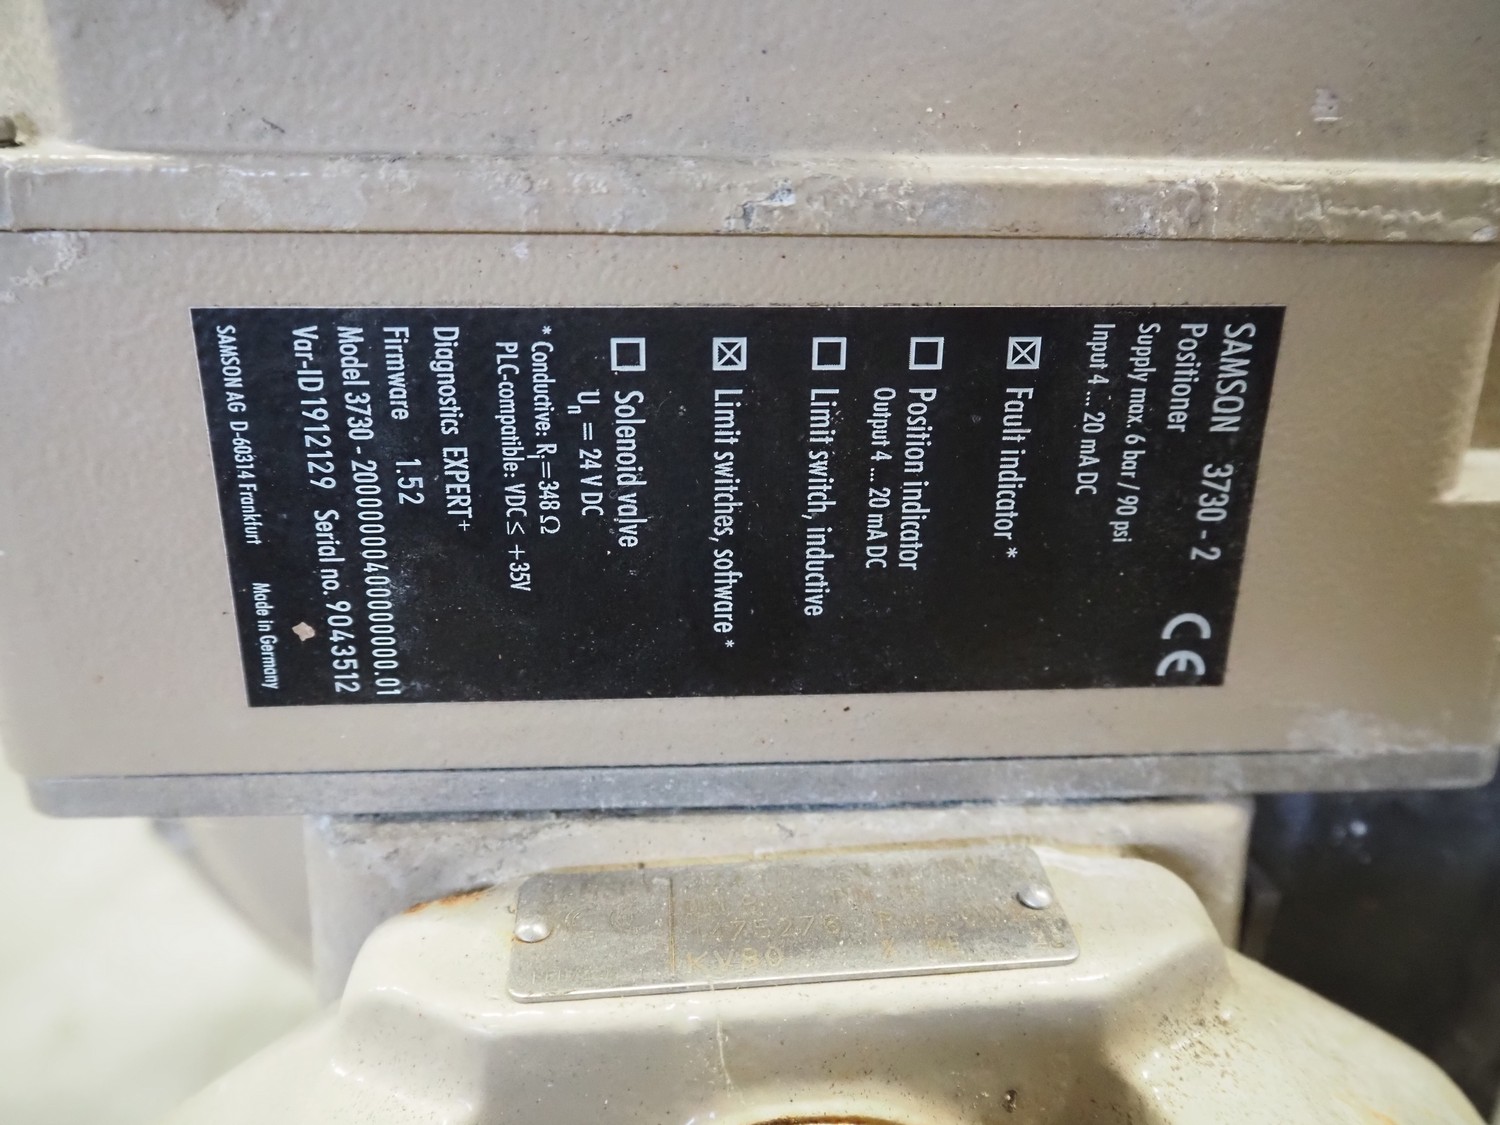 SAMSON 3730 - 2
Positioner
Supply max. 6 bar / 90 psi
Input 4 ... 20 mA DC
CE
☒ Fault indicator *
☐ Position indicator
Output 4 ... 20 mA DC
☐ Limit switch, inductive
☒ Limit switches, software *
☐ Solenoid valve
Un = 24 V DC
* Conductive: Ri=348 Ω
PLC-compatible: VDC ≤ +35V
Diagnostics EXPERT+
Firmware 1.52
Model 3730 - 20000000400000000.01
Var-ID 1912129 Serial no. 9043512
SAMSON AG D-60314 Frankfurt Made in Germany
KV80